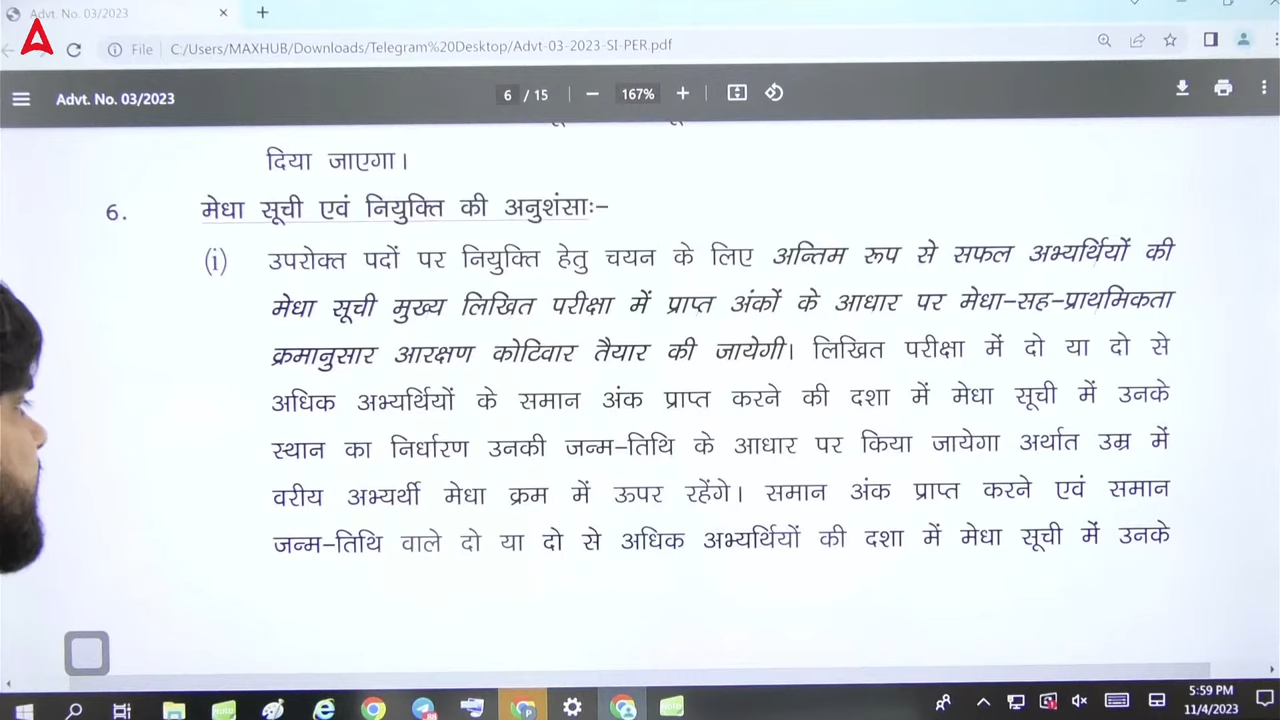 Advt. No. 03/2023
File C:/Users/MAXHUB/Downloads/Telegram%20Desktop/Advt-03-2023-SI-PER.pdf
Advt. No. 03/2023 6 / 15 167%
दिया जाएगा।
6. मेधा सूची एवं नियुक्ति की अनुशंसाः-
(i) उपरोक्त पदों पर नियुक्ति हेतु चयन के लिए अन्तिम रूप से सफल अभ्यर्थियों की
मेधा सूची मुख्य लिखित परीक्षा में प्राप्त अंकों के आधार पर मेधा-सह-प्राथमिकता
क्रमानुसार आरक्षण कोटिवार तैयार की जायेगी। लिखित परीक्षा में दो या दो से
अधिक अभ्यर्थियों के समान अंक प्राप्त करने की दशा में मेधा सूची में उनके
स्थान का निर्धारण उनकी जन्म-तिथि के आधार पर किया जायेगा अर्थात उम्र में
वरीय अभ्यर्थी मेधा क्रम में ऊपर रहेंगे। समान अंक प्राप्त करने एवं समान
जन्म-तिथि वाले दो या दो से अधिक अभ्यर्थियों की दशा में मेधा सूची में उनके
5:59 PM
11/4/2023